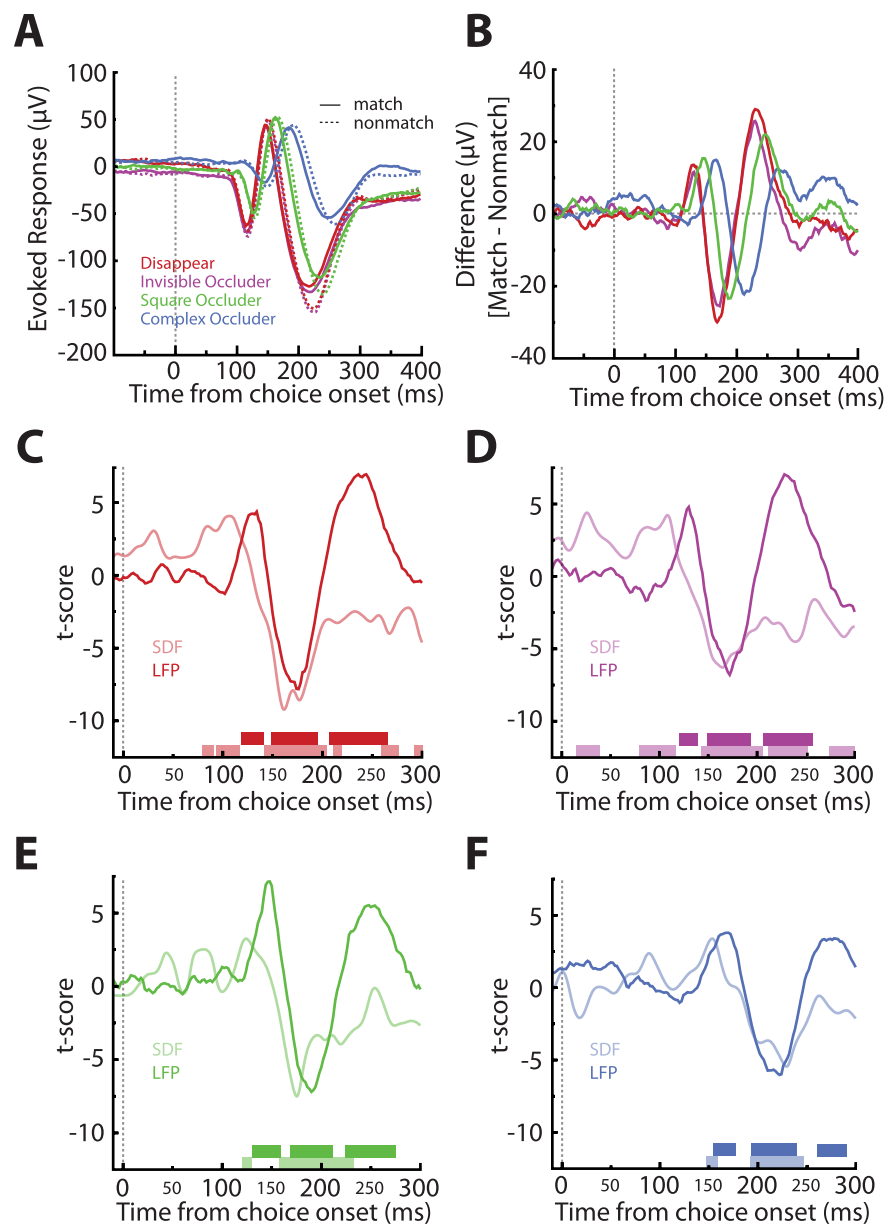 A
100
50
0
-50
-100
-150
-200
Evoked Response (µV)
match
nonmatch
Disappear
Invisible Occluder
Square Occluder
Complex Occluder
0 100 200 300 400
Time from choice onset (ms)
B
40
20
0
-20
-40
Difference (µV)
[Match - Nonmatch]
0 100 200 300 400
Time from choice onset (ms)
C
5
0
-5
-10
t-score
SDF
LFP
0 50 100 150 200 250 300
Time from choice onset (ms)
D
5
0
-5
-10
t-score
SDF
LFP
0 50 100 150 200 250 300
Time from choice onset (ms)
E
5
0
-5
-10
t-score
SDF
LFP
0 50 100 150 200 250 300
Time from choice onset (ms)
F
5
0
-5
-10
t-score
SDF
LFP
0 50 100 150 200 250 300
Time from choice onset (ms)